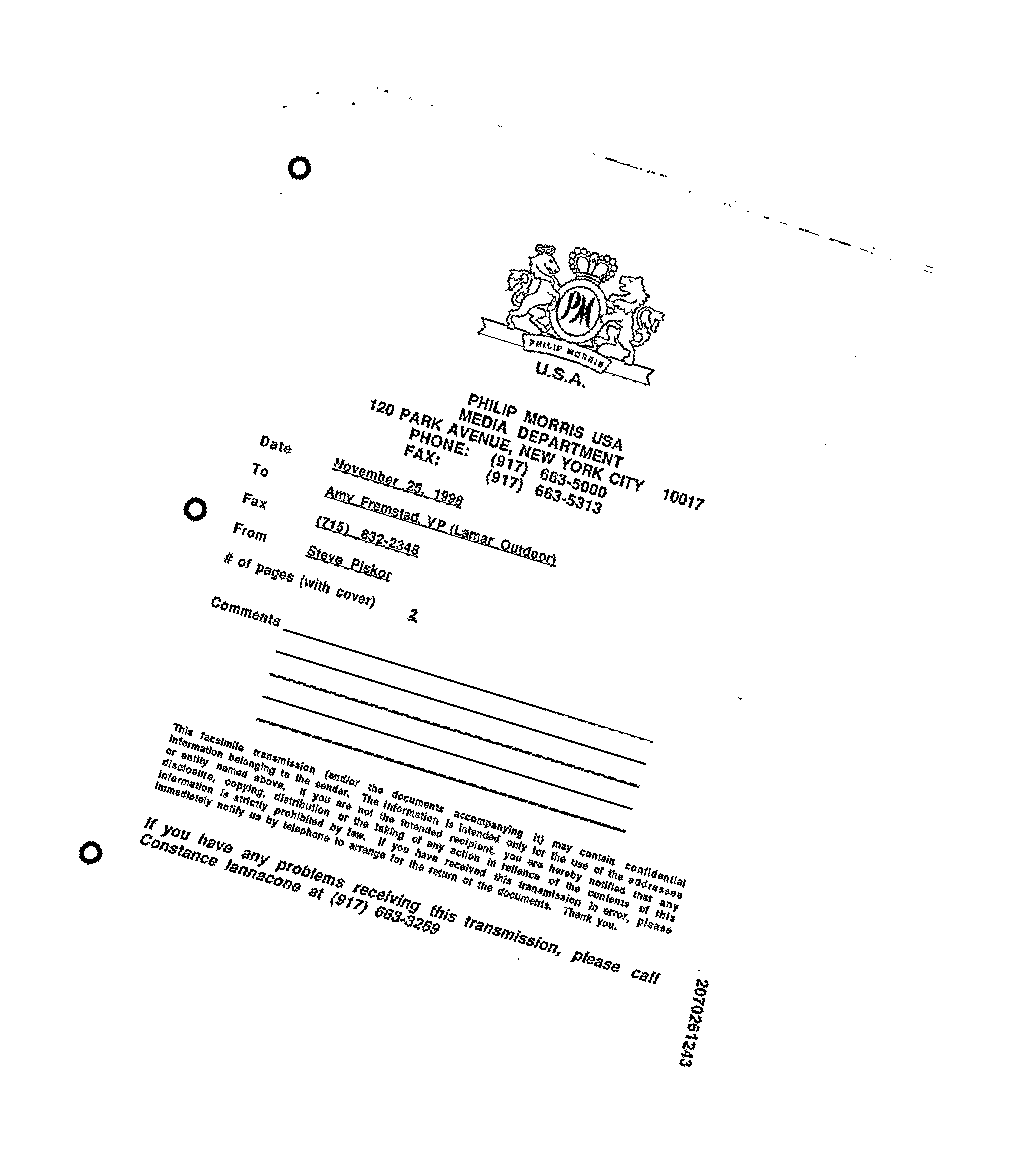 PM
PHILIP MORRIS
U.S.A.
PHILIP MORRIS USA
MEDIA DEPARTMENT
120 PARK AVENUE, NEW YORK CITY 10017
PHONE: (917) 663-5000
FAX: (917) 663-5313
Date November 25, 1998
To Amy Fremstad, VP (Lamar Outdoor)
Fax (715) 832-2348
From Steve Piskor
# of pages (with cover) 2
Comments
This facsimile transmission (and/or the documents accompanying it) may contain confidential
information belonging to the sender. The information is intended only for the use of the addressee
or entity named above. If you are not the intended recipient, you are hereby notified that any
disclosure, copying, distribution or the taking of any action in reliance of the contents of this
information is strictly prohibited by law. If you have received this transmission in error, please
immediately notify us by telephone to arrange for the return of the documents. Thank you.
If you have any problems receiving this transmission, please call
Constance Iannacone at (917) 663-3269
2070261243